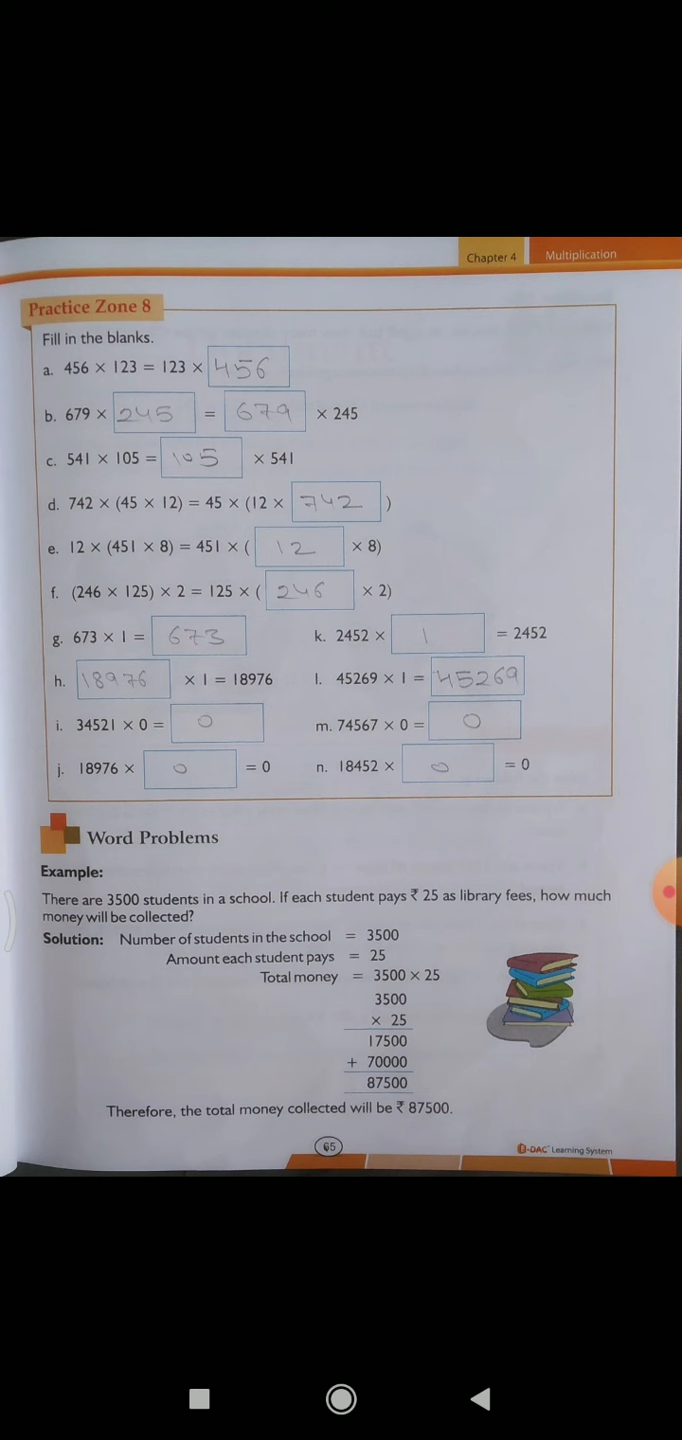 Chapter 4 Multiplication
Practice Zone 8
Fill in the blanks.
a. 456 × 123 = 123 × 456
b. 679 × 245 = 679 × 245
c. 541 × 105 = 105 × 541
d. 742 × (45 × 12) = 45 × (12 × 742)
e. 12 × (451 × 8) = 451 × (12 × 8)
f. (246 × 125) × 2 = 125 × (246 × 2)
g. 673 × 1 = 673
k. 2452 × 1 = 2452
h. 18976 × 1 = 18976
l. 45269 × 1 = 45269
i. 34521 × 0 = 0
m. 74567 × 0 = 0
j. 18976 × 0 = 0
n. 18452 × 0 = 0
Word Problems
Example:
There are 3500 students in a school. If each student pays ₹ 25 as library fees, how much
money will be collected?
Solution: Number of students in the school = 3500
Amount each student pays = 25
Total money = 3500 × 25
3500
× 25
17500
+ 70000
87500
Therefore, the total money collected will be ₹ 87500.
65
D-DAC Learning System